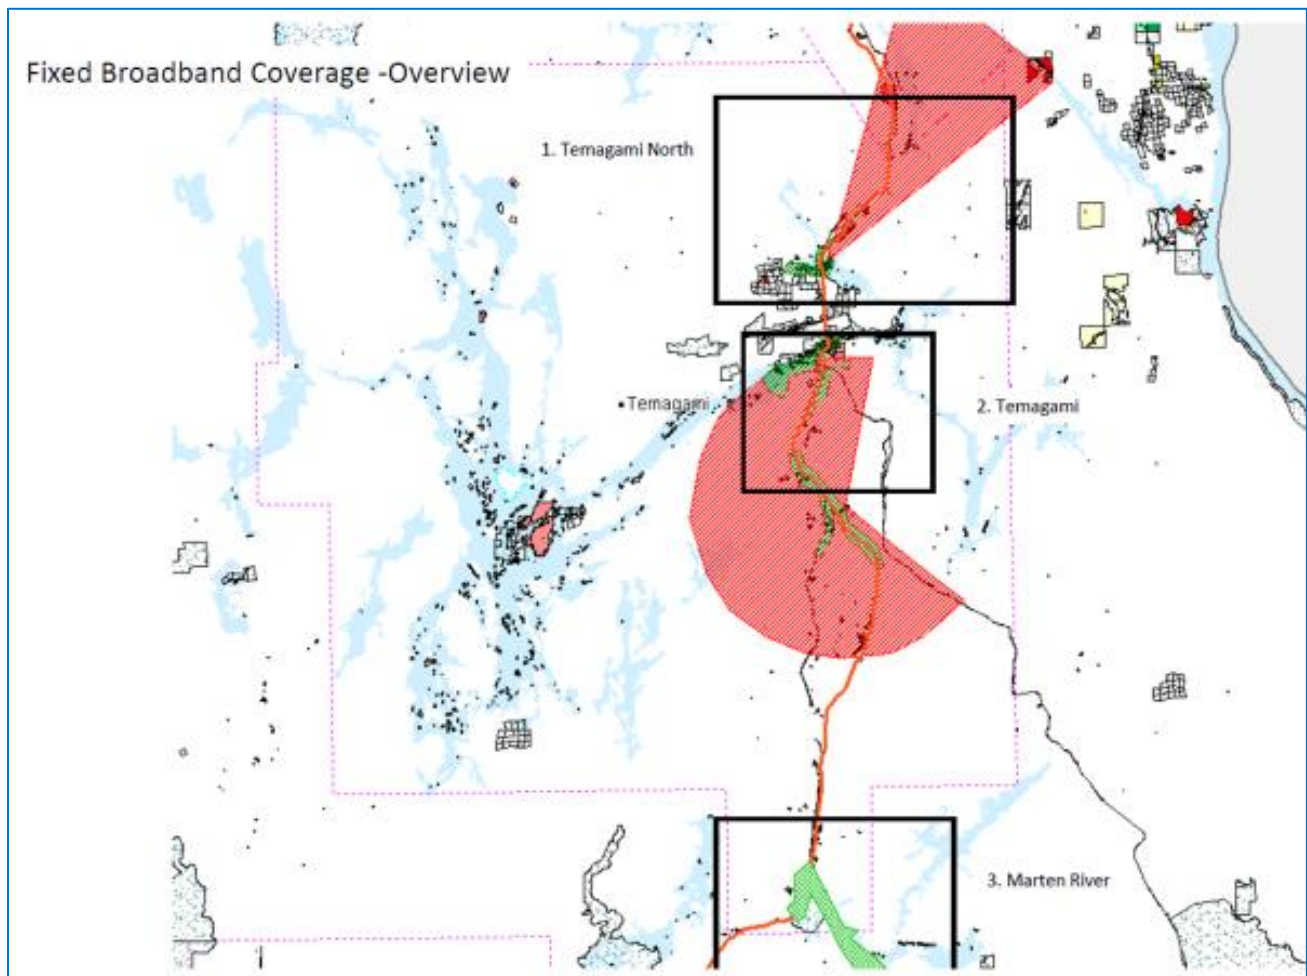 Fixed Broadband Coverage -Overview
1. Temagami North
Temagami
2. Temagami
3. Marten River